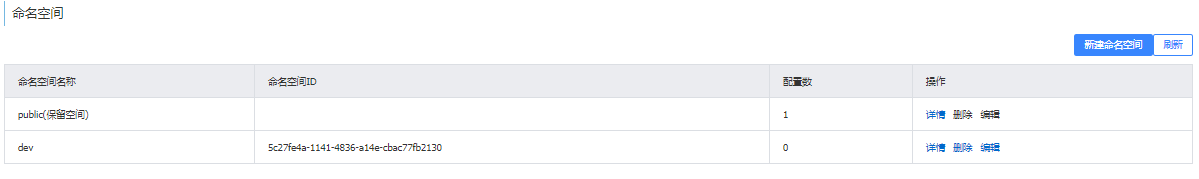 命名空间
新建命名空间 刷新
命名空间名称 命名空间ID 配置数 操作
public(保留空间) 1 详情 删除 编辑
dev 5c27fe4a-1141-4836-a14e-cbac77fb2130 0 详情 删除 编辑